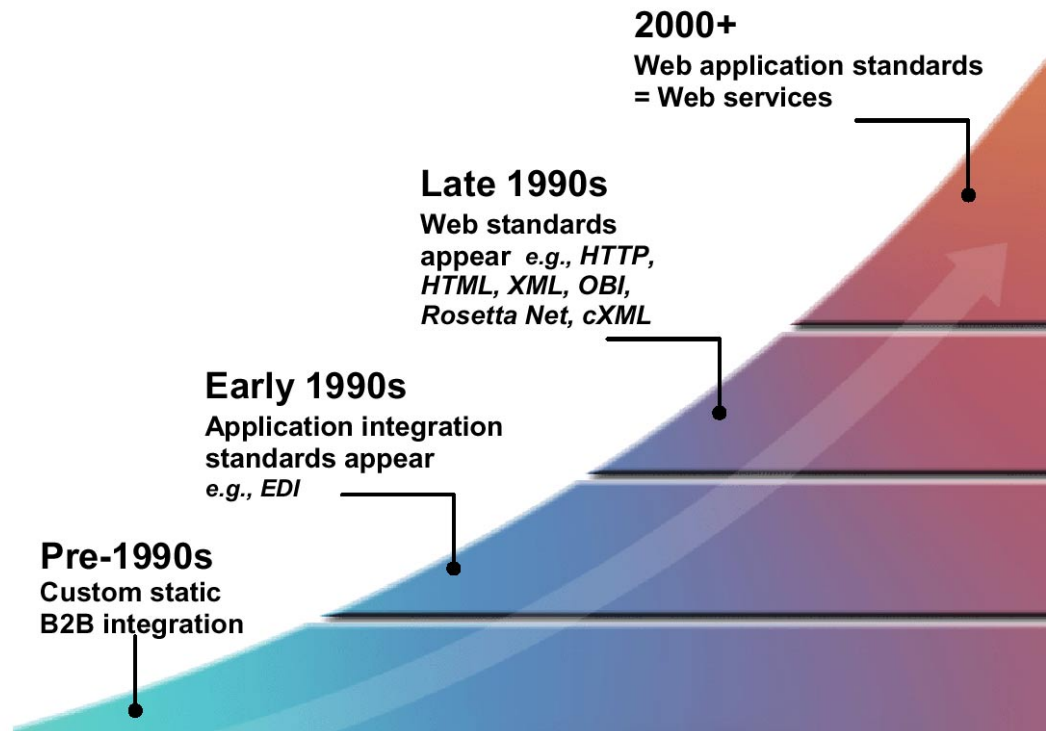 2000+
Web application standards
= Web services
Late 1990s
Web standards
appear e.g., HTTP,
HTML, XML, OBI,
Rosetta Net, cXML
Early 1990s
Application integration
standards appear
e.g., EDI
Pre-1990s
Custom static
B2B integration